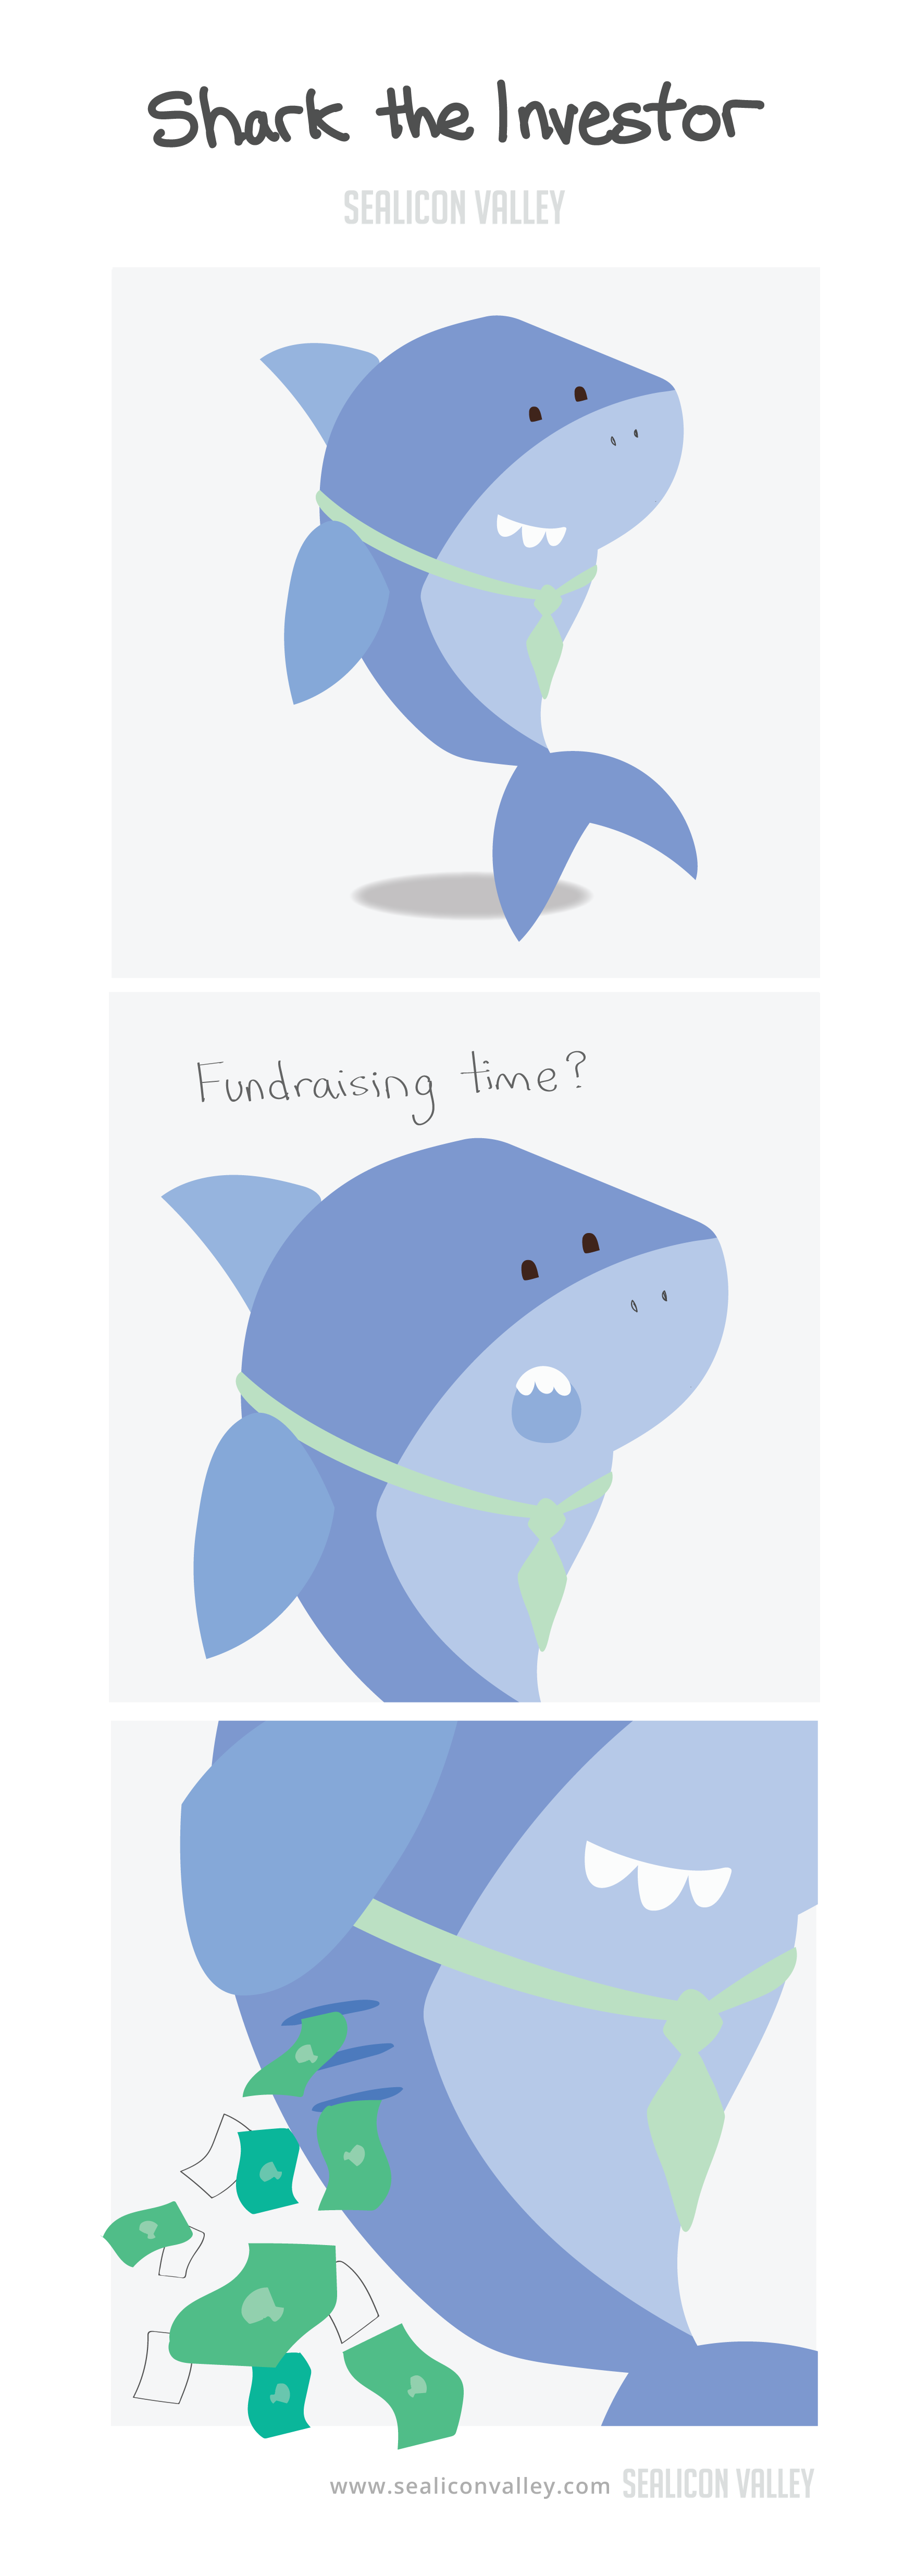 Shark the Investor
SEALICON VALLEY
Fundraising time?
www.sealiconvalley.com SEALICON VALLEY